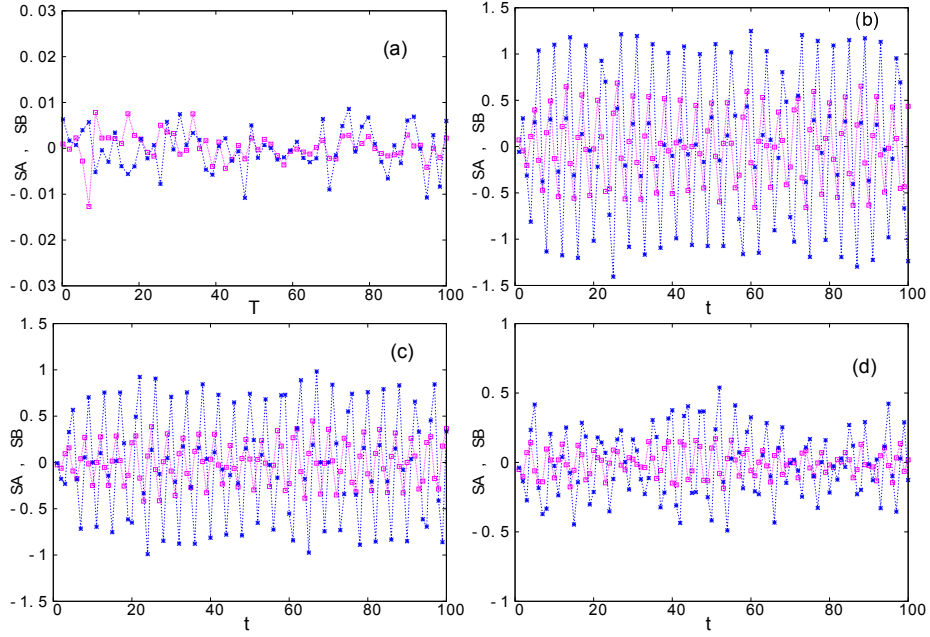 0. 03
(a)
0. 02
0. 01
SA , SB
0
- 0. 01
- 0. 02
- 0. 03
0 20 40 60 80 100
T
1. 5
(b)
1
0. 5
SA , SB
0
- 0. 5
- 1
- 1. 5
0 20 40 60 80 100
t
1. 5
(c)
1
0. 5
SA , SB
0
- 0. 5
- 1
- 1. 5
0 20 40 60 80 100
t
1
(d)
0. 5
SA , SB
0
- 0. 5
- 1
0 20 40 60 80 100
t